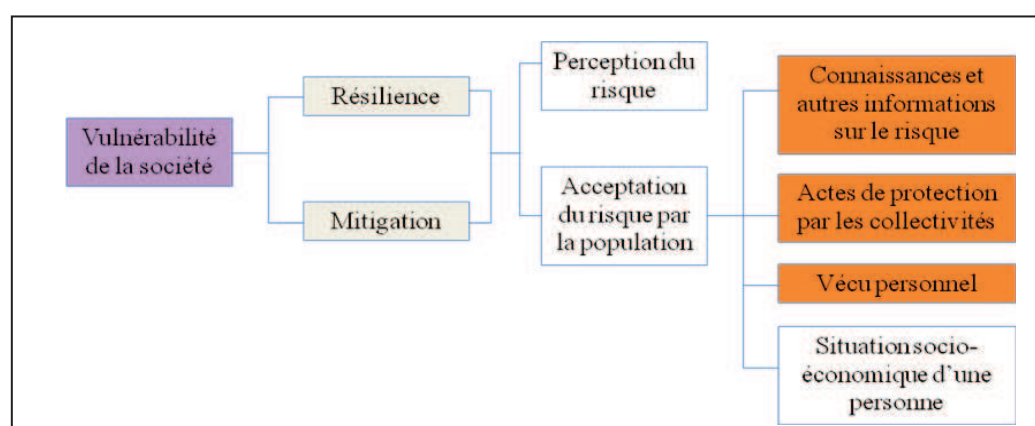 Vulnérabilité
de la société
Résilience
Mitigation
Perception du
risque
Acceptation
du risque par
la population
Connaissances et
autres informations
sur le risque
Actes de protection
par les collectivités
Vécu personnel
Situation socio-
économique d'une
personne